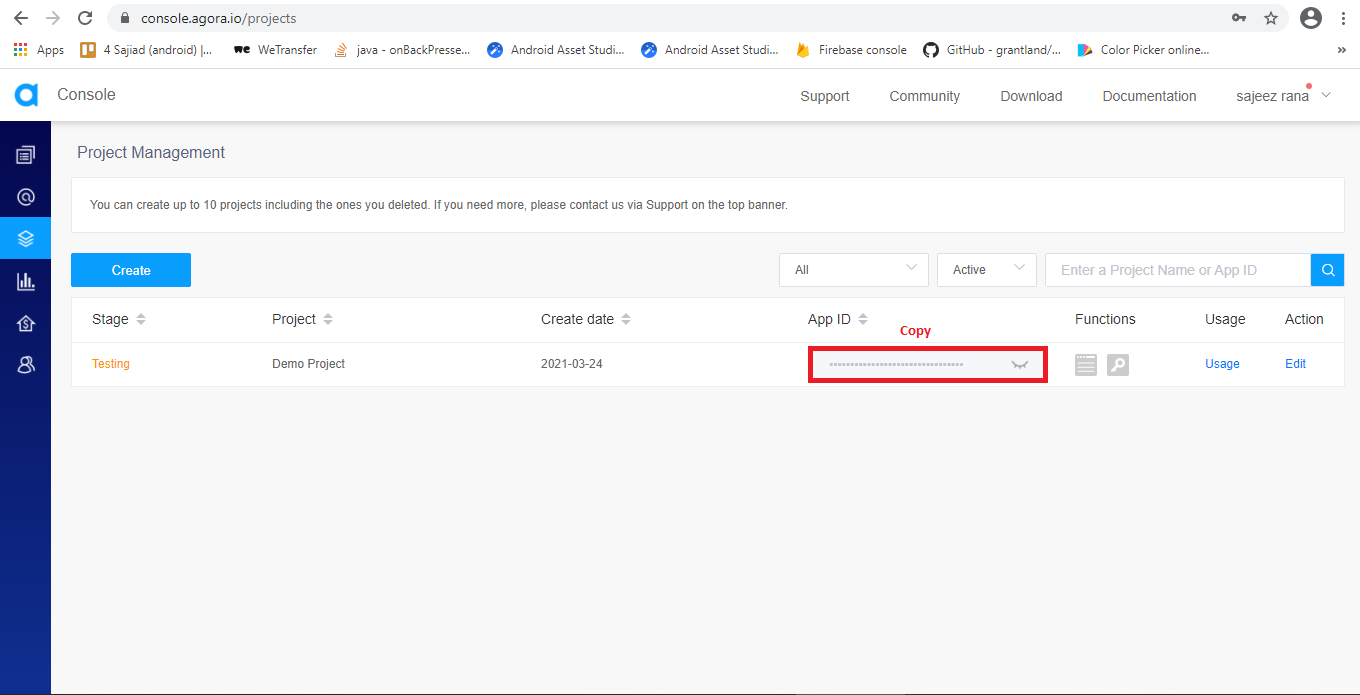 console.agora.io/projects
Apps 4 Sajiad (android) |... WeTransfer java - onBackPresse... Android Asset Studi... Android Asset Studi... Firebase console GitHub - grantland/... Color Picker online... »
Console Support Community Download Documentation sajeez rana
Project Management
You can create up to 10 projects including the ones you deleted. If you need more, please contact us via Support on the top banner.
Create All Active Enter a Project Name or App ID
Stage Project Create date App ID Functions Usage Action
Copy
Testing Demo Project 2021-03-24 Usage Edit